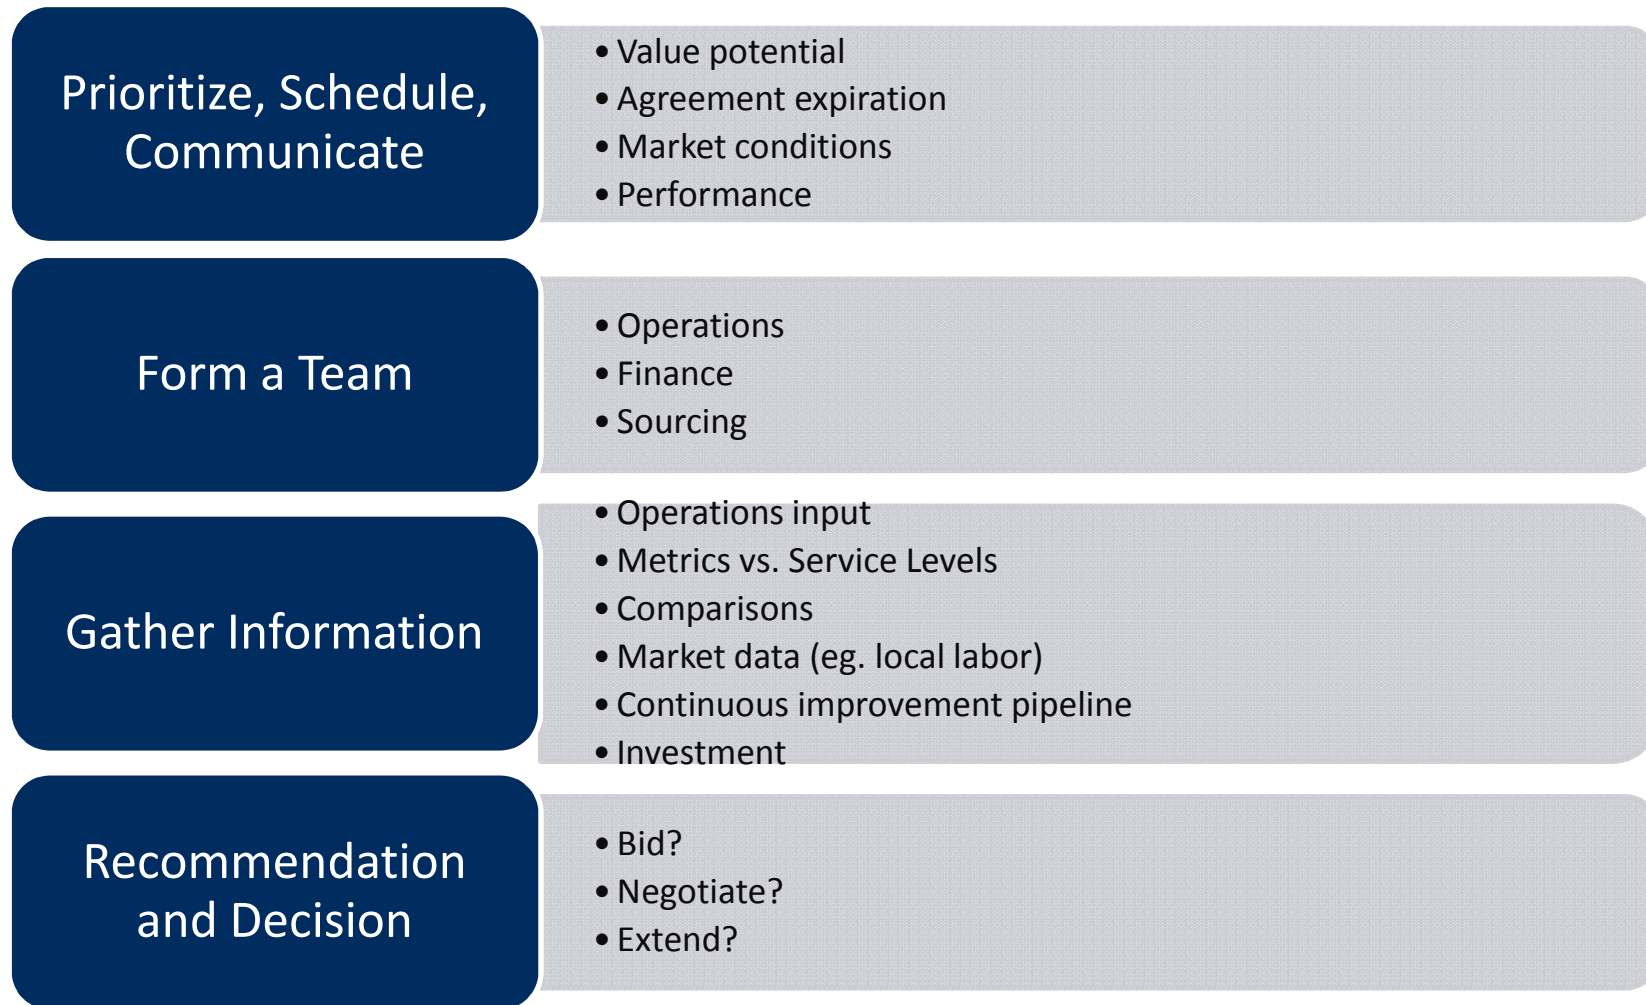 Prioritize, Schedule,
Communicate
• Value potential
• Agreement expiration
• Market conditions
• Performance
Form a Team
• Operations
• Finance
• Sourcing
Gather Information
• Operations input
• Metrics vs. Service Levels
• Comparisons
• Market data (eg. local labor)
• Continuous improvement pipeline
• Investment
Recommendation
and Decision
• Bid?
• Negotiate?
• Extend?